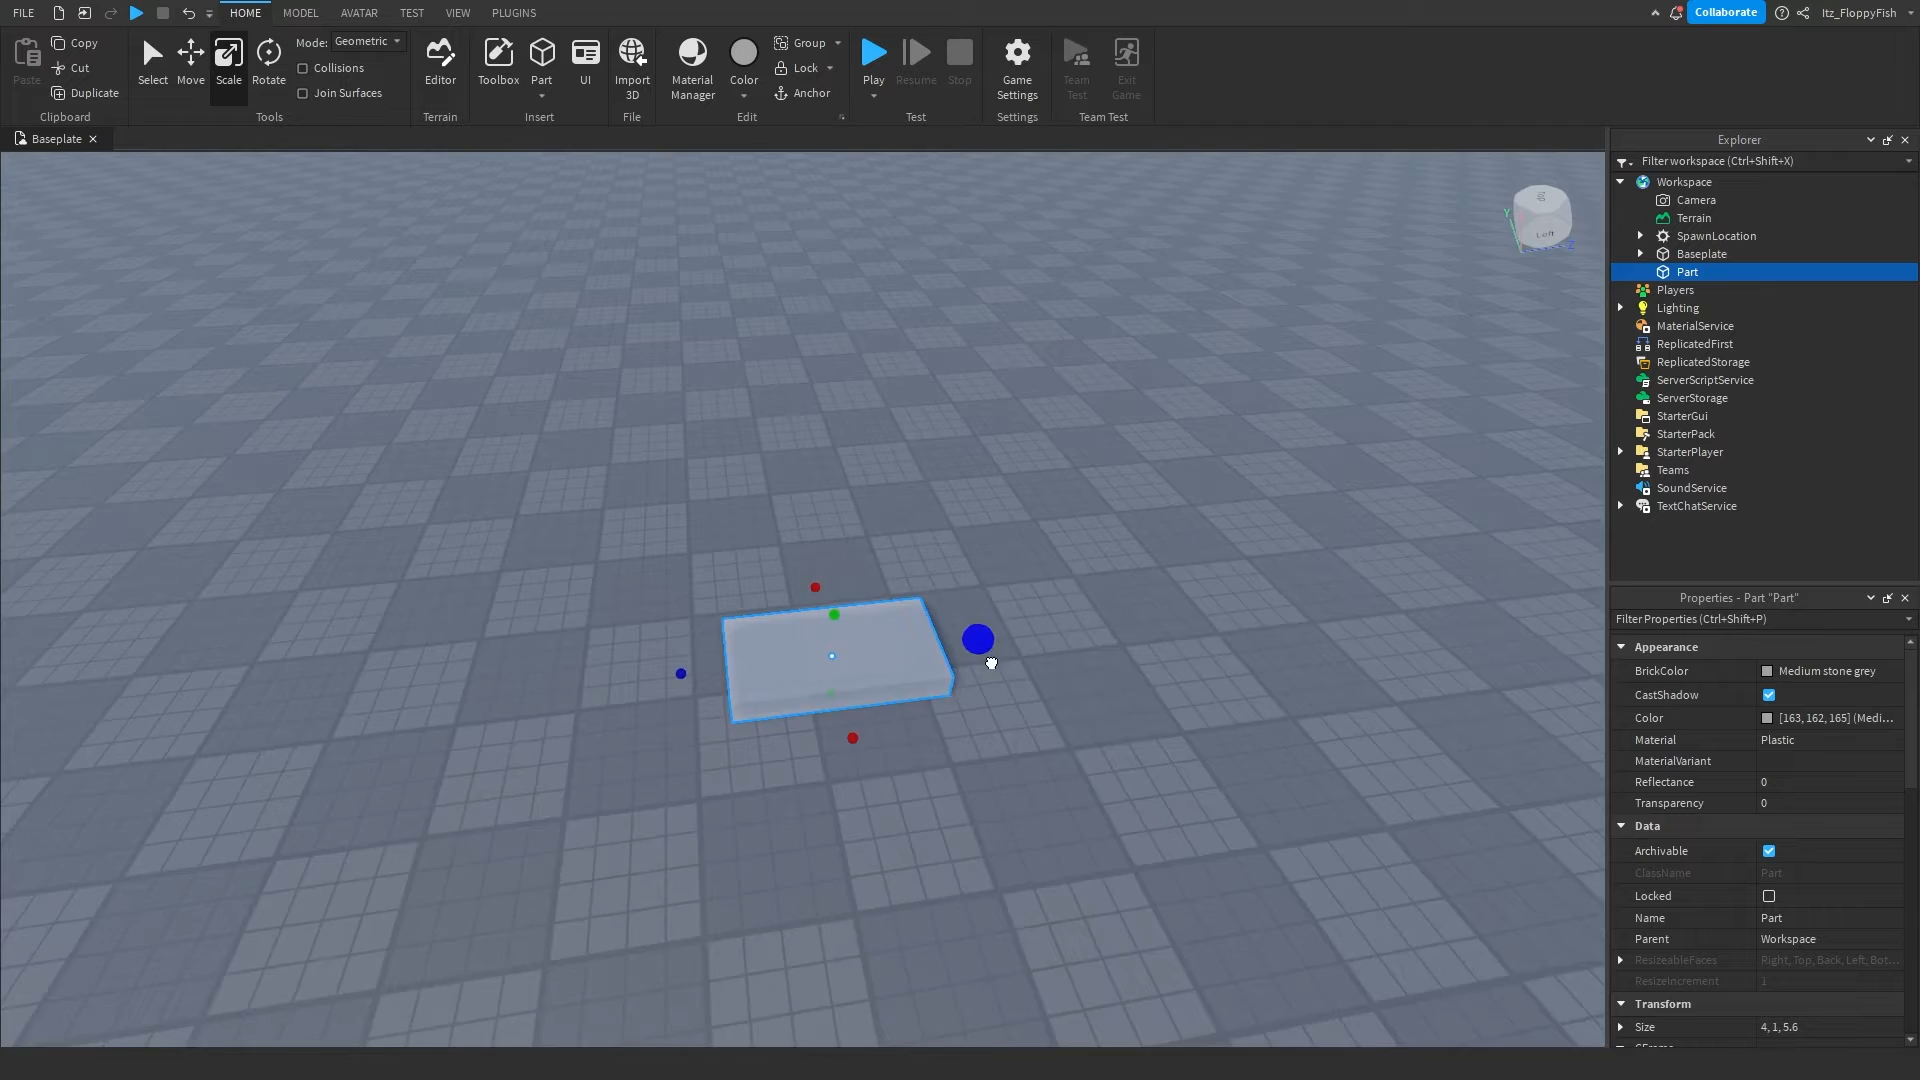 FILE HOME MODEL AVATAR TEST VIEW PLUGINS Collaborate Itz_FloppyFish
Copy
Cut
Duplicate
Paste
Clipboard
Select Move Scale Rotate
Mode: Geometric
Collisions
Join Surfaces
Tools
Editor
Terrain
Toolbox Part UI
Insert
Import
3D
File
Material
Manager
Color
Group
Lock
Anchor
Edit
Play Resume Stop
Test
Game
Settings
Settings
Team
Test
Exit
Game
Team Test
Baseplate
Y
Left
Z
Explorer
Filter workspace (Ctrl+Shift+X)
Workspace
Camera
Terrain
SpawnLocation
Baseplate
Part
Players
Lighting
MaterialService
ReplicatedFirst
ReplicatedStorage
ServerScriptService
ServerStorage
StarterGui
StarterPack
StarterPlayer
Teams
SoundService
TextChatService
Properties - Part "Part"
Filter Properties (Ctrl+Shift+P)
Appearance
BrickColor Medium stone grey
CastShadow
Color [163, 162, 165] (Medi...
Material Plastic
MaterialVariant
Reflectance 0
Transparency 0
Data
Archivable
ClassName Part
Locked
Name Part
Parent Workspace
ResizeableFaces Right, Top, Back, Left, Bot...
ResizeIncrement 1
Transform
Size 4, 1, 5.6